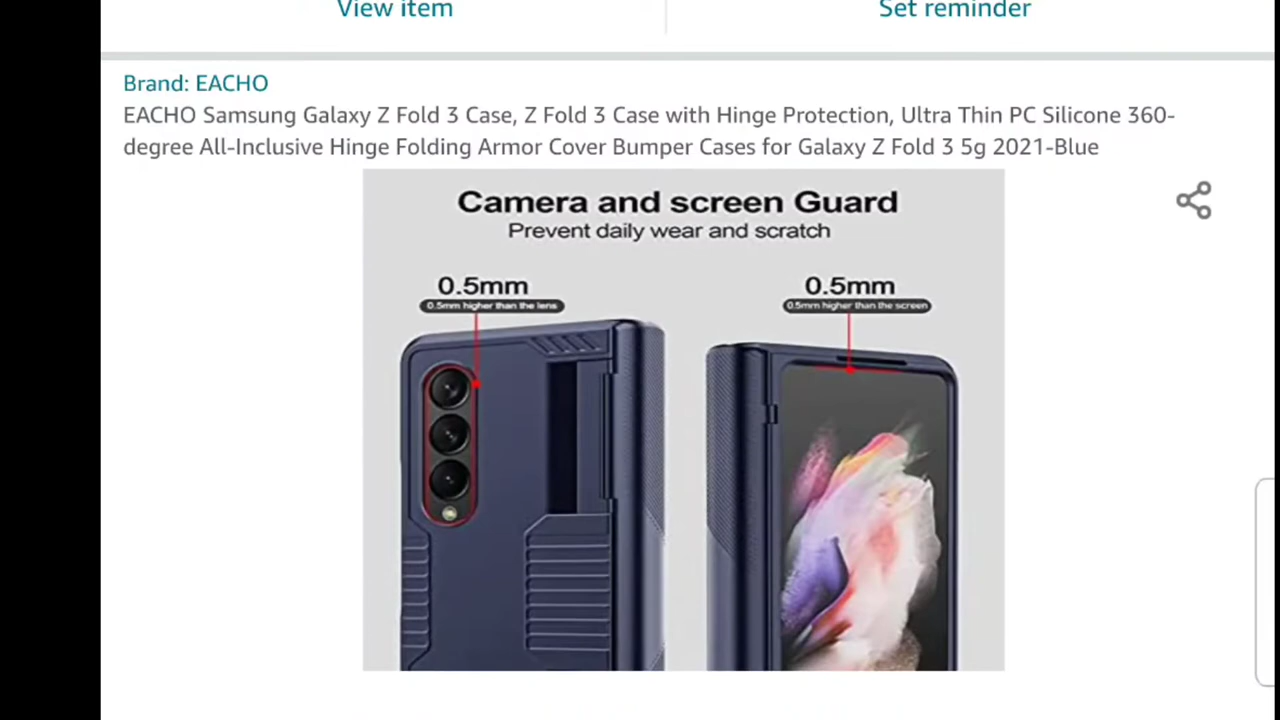 View item
Set reminder
Brand: EACHO
EACHO Samsung Galaxy Z Fold 3 Case, Z Fold 3 Case with Hinge Protection, Ultra Thin PC Silicone 360-
degree All-Inclusive Hinge Folding Armor Cover Bumper Cases for Galaxy Z Fold 3 5g 2021-Blue
Camera and screen Guard
Prevent daily wear and scratch
0.5mm
0.5mm higher than the lens
0.5mm
0.5mm higher than the screen